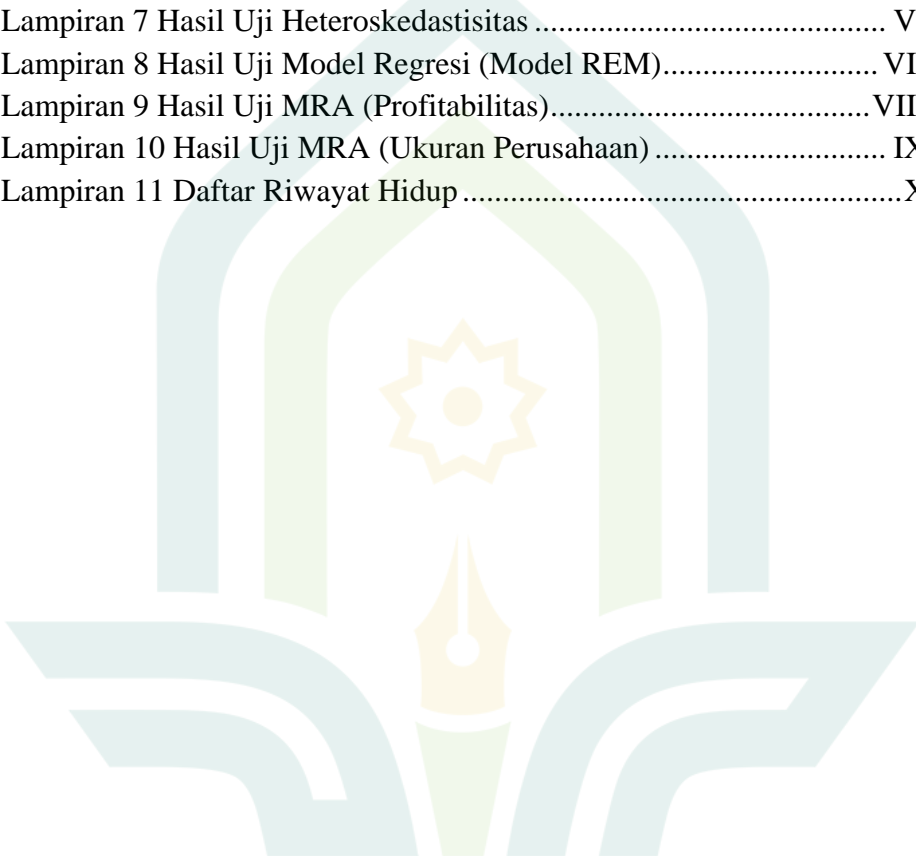 Lampiran 7 Hasil Uji Heteroskedastisitas ............................................. V
Lampiran 8 Hasil Uji Model Regresi (Model REM)........................... VI
Lampiran 9 Hasil Uji MRA (Profitabilitas)........................................VII
Lampiran 10 Hasil Uji MRA (Ukuran Perusahaan) ............................. IX
Lampiran 11 Daftar Riwayat Hidup .......................................................X